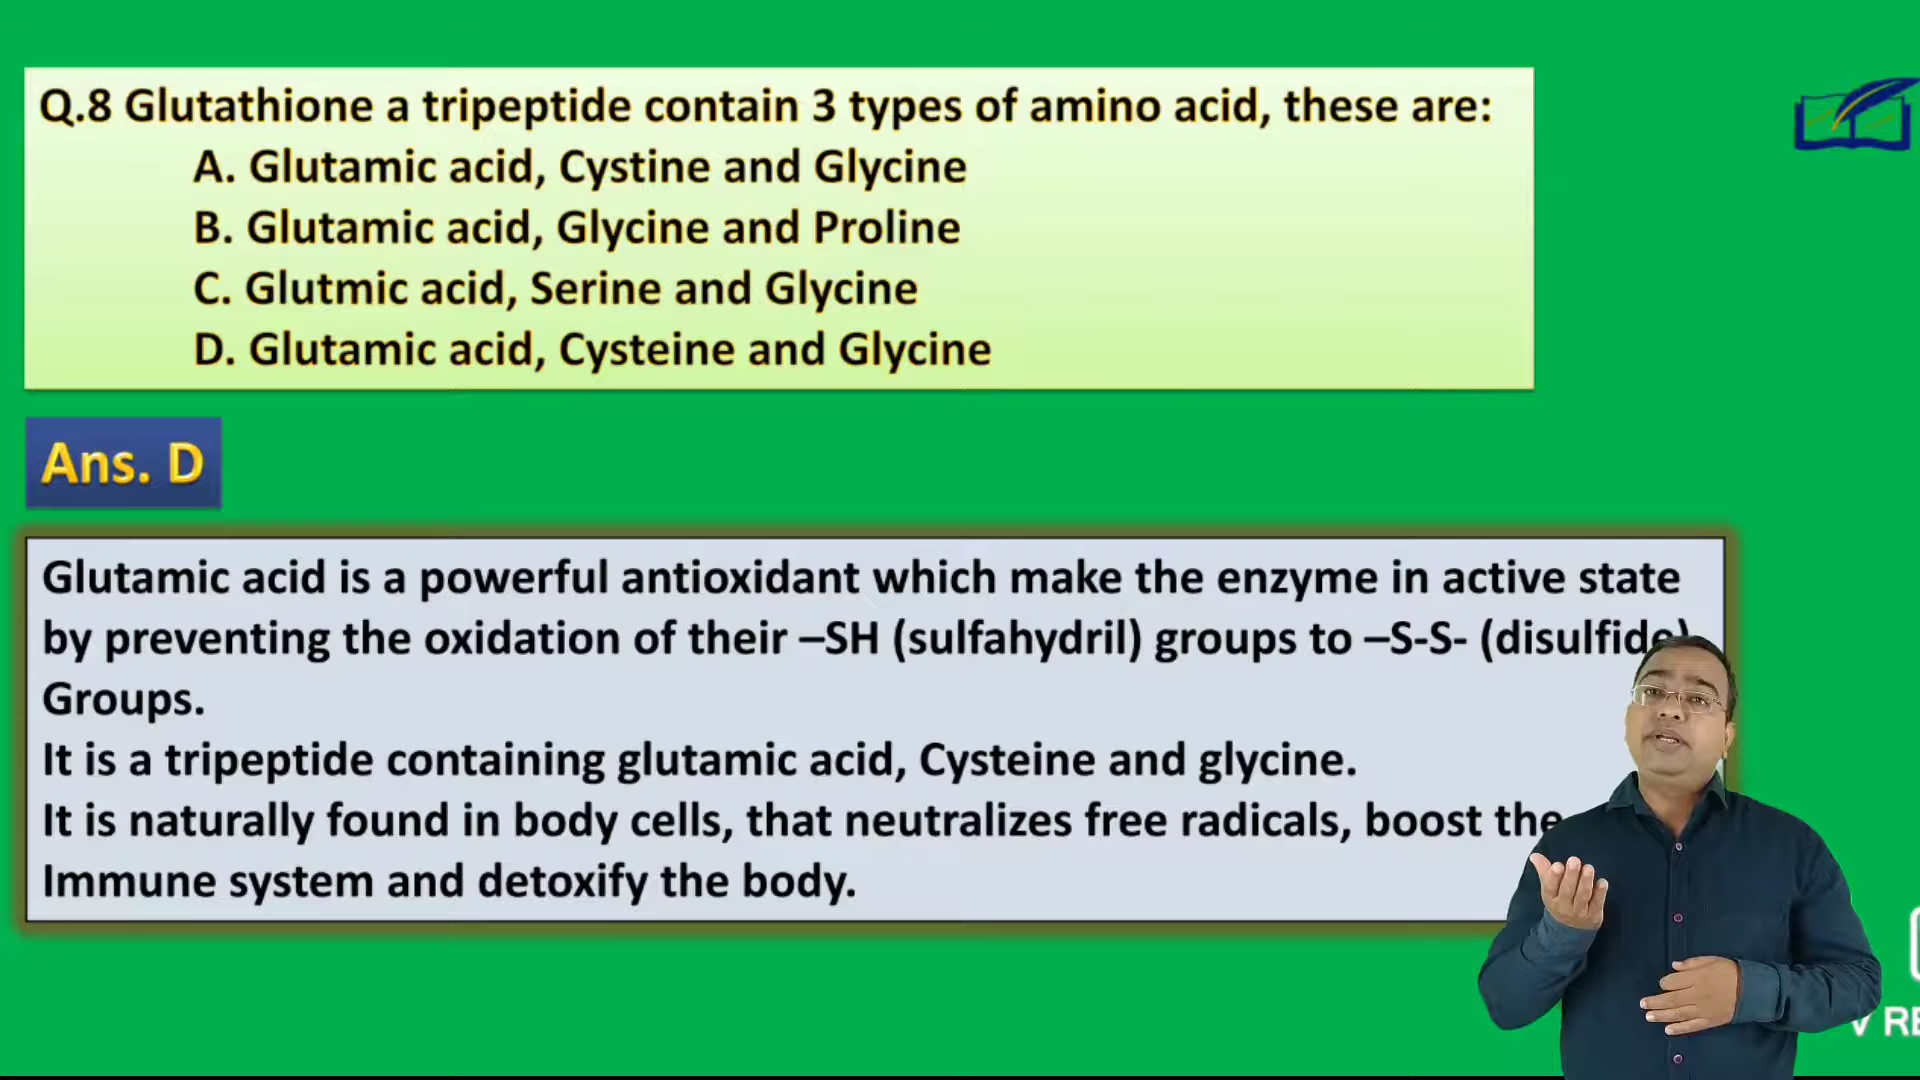 Q.8 Glutathione a tripeptide contain 3 types of amino acid, these are:
A. Glutamic acid, Cystine and Glycine
B. Glutamic acid, Glycine and Proline
C. Glutmic acid, Serine and Glycine
D. Glutamic acid, Cysteine and Glycine
Ans. D
Glutamic acid is a powerful antioxidant which make the enzyme in active state
by preventing the oxidation of their –SH (sulfahydril) groups to –S-S- (disulfide)
Groups.
It is a tripeptide containing glutamic acid, Cysteine and glycine.
It is naturally found in body cells, that neutralizes free radicals, boost the
Immune system and detoxify the body.
V RE